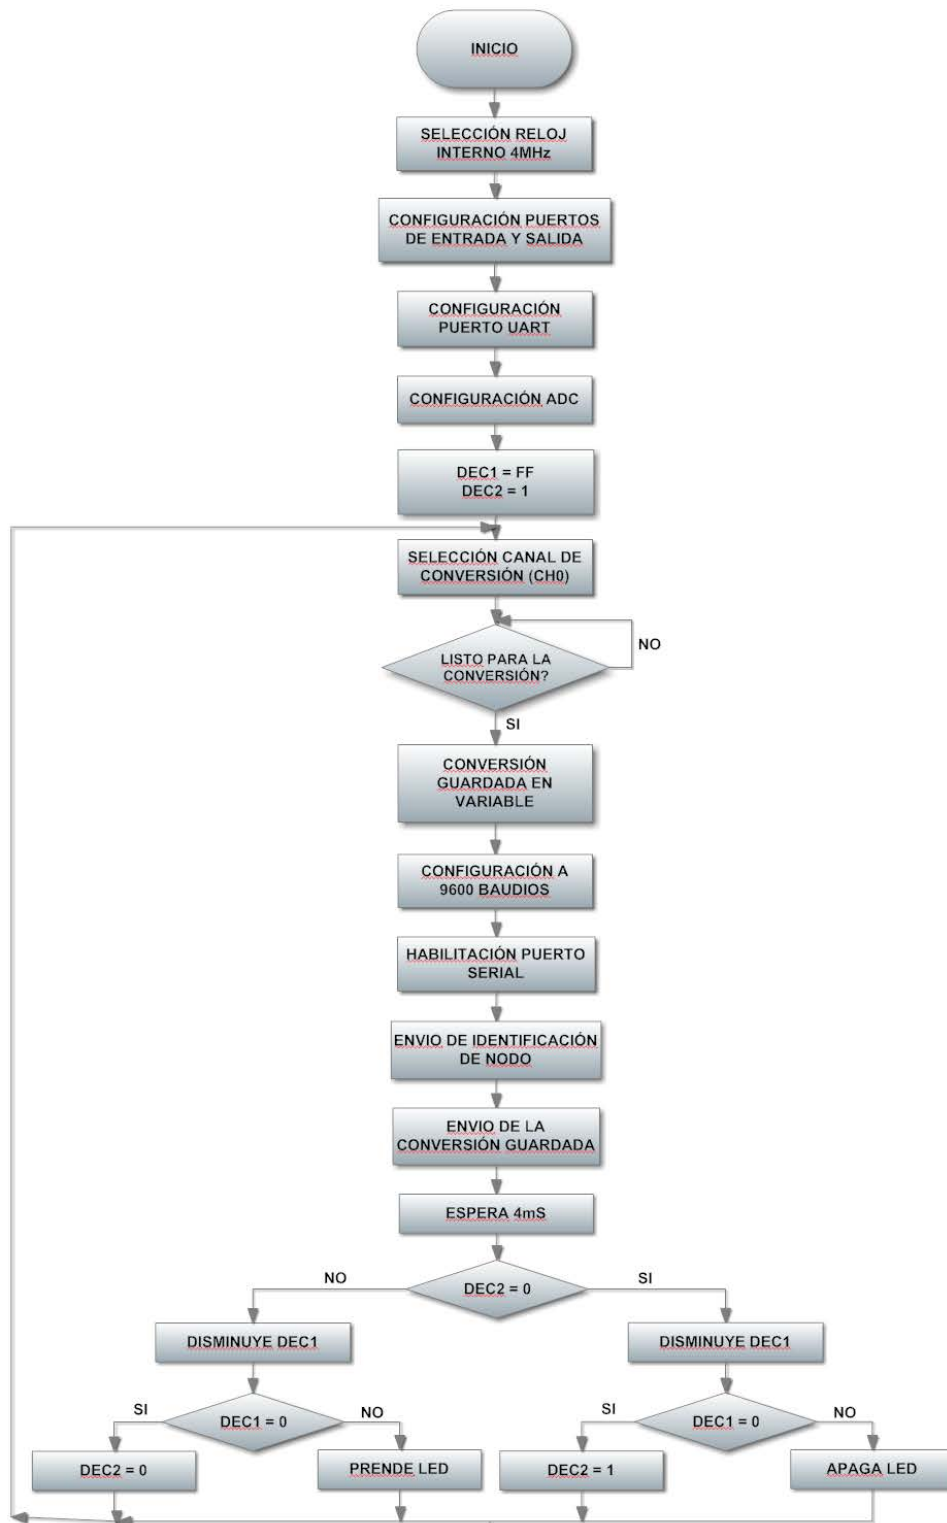 INICIO
SELECCIÓN RELOJ
INTERNO 4MHz
CONFIGURACIÓN PUERTOS
DE ENTRADA Y SALIDA
CONFIGURACIÓN
PUERTO UART
CONFIGURACIÓN ADC
DEC1 = FF
DEC2 = 1
SELECCIÓN CANAL DE
CONVERSIÓN (CH0)
LISTO PARA LA
CONVERSIÓN?
NO
SI
CONVERSIÓN
GUARDADA EN
VARIABLE
CONFIGURACIÓN A
9600 BAUDIOS
HABILITACIÓN PUERTO
SERIAL
ENVIO DE IDENTIFICACIÓN
DE NODO
ENVIO DE LA
CONVERSIÓN GUARDADA
ESPERA 4mS
DEC2 = 0
NO
SI
DISMINUYE DEC1
DISMINUYE DEC1
SI
DEC1 = 0
NO
SI
DEC1 = 0
NO
DEC2 = 0
PRENDE LED
DEC2 = 1
APAGA LED